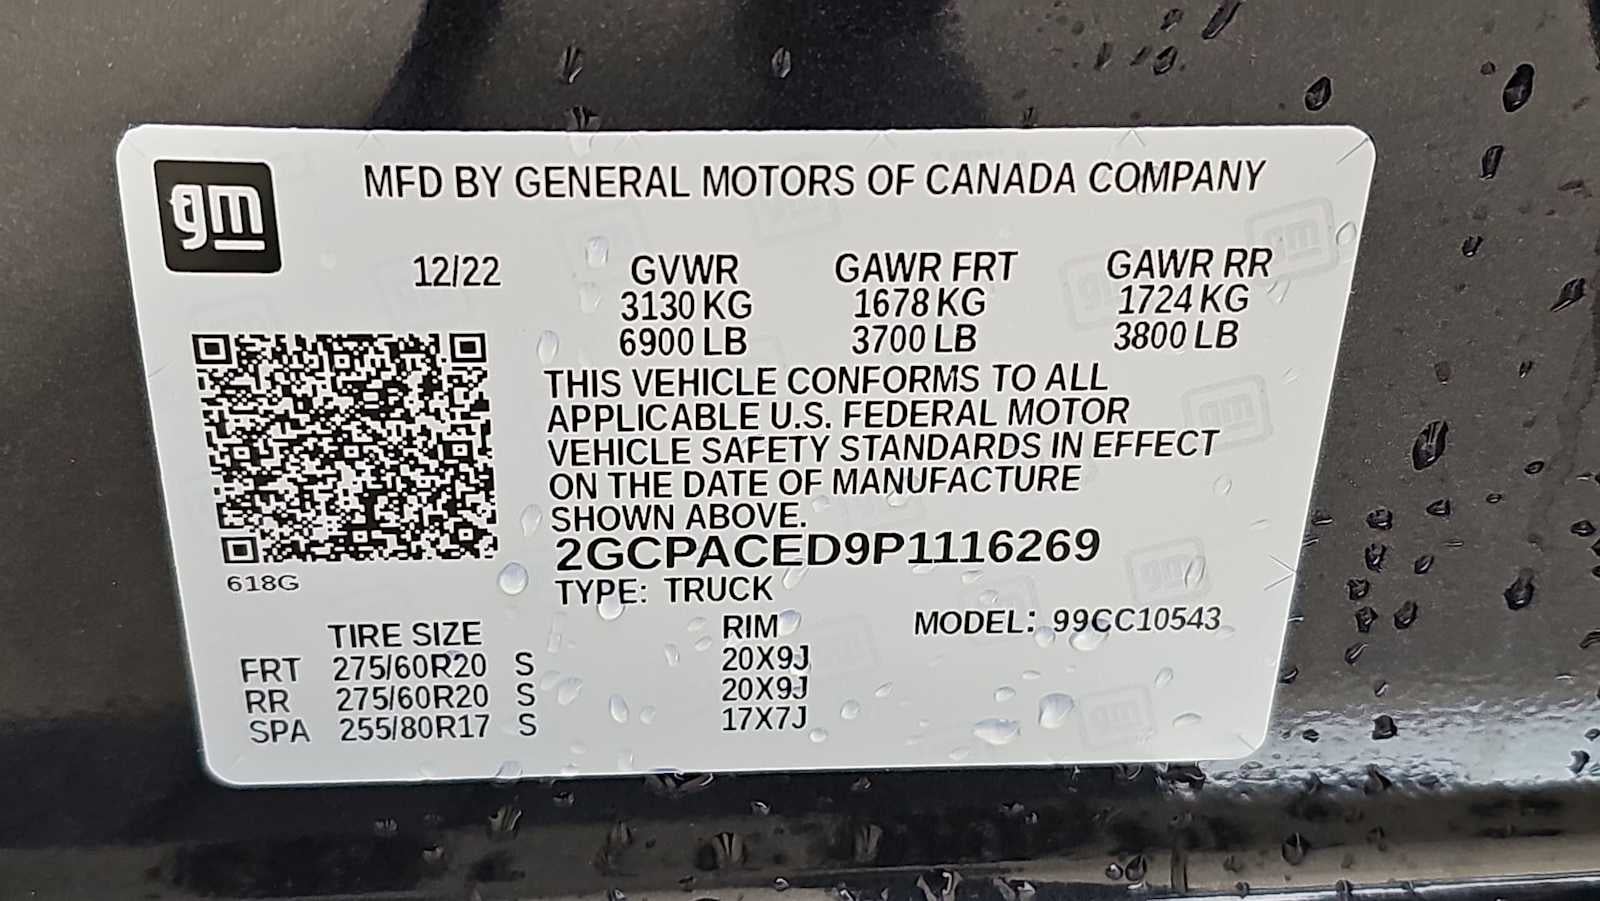 gm
MFD BY GENERAL MOTORS OF CANADA COMPANY
12/22 GVWR GAWR FRT GAWR RR
3130 KG 1678 KG 1724 KG
6900 LB 3700 LB 3800 LB
THIS VEHICLE CONFORMS TO ALL
APPLICABLE U.S. FEDERAL MOTOR
VEHICLE SAFETY STANDARDS IN EFFECT
ON THE DATE OF MANUFACTURE
SHOWN ABOVE.
2GCPACED9P1116269
618G
TYPE: TRUCK
TIRE SIZE RIM MODEL: 99CC10543
FRT 275/60R20 S 20X9J
RR 275/60R20 S 20X9J
SPA 255/80R17 S 17X7J